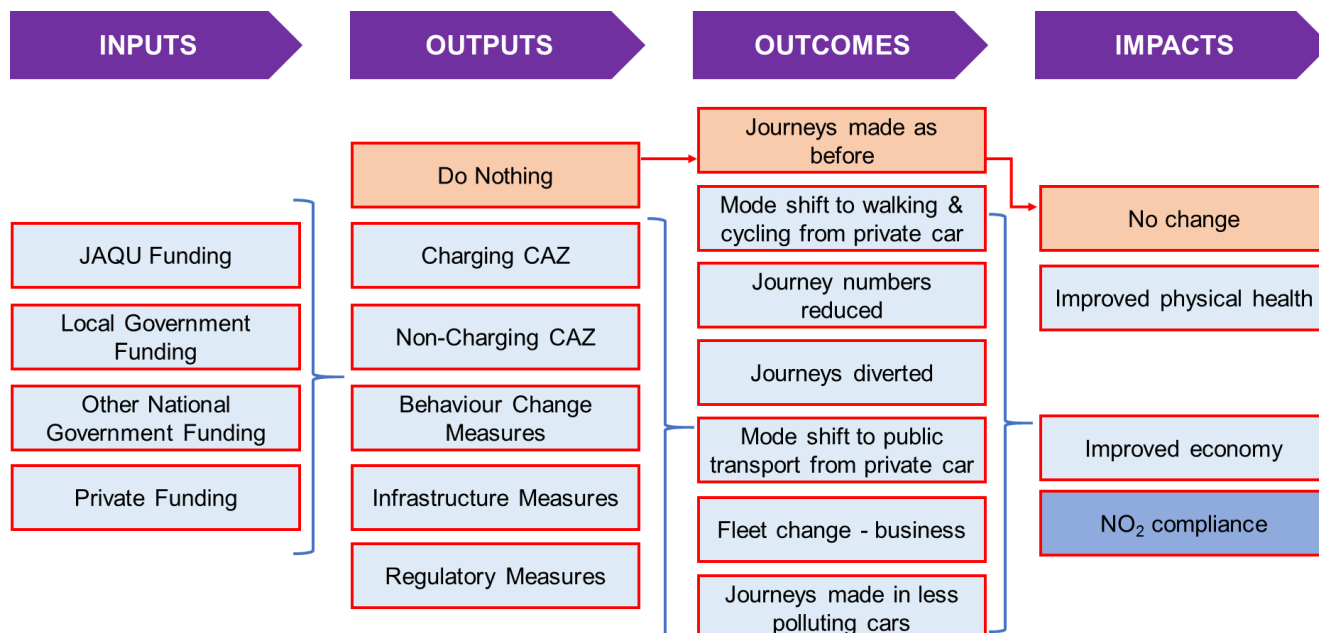 INPUTS
OUTPUTS
OUTCOMES
IMPACTS
JAQU Funding
Local Government
Funding
Other National
Government Funding
Private Funding
Do Nothing
Charging CAZ
Non-Charging CAZ
Behaviour Change
Measures
Infrastructure Measures
Regulatory Measures
Journeys made as
before
Mode shift to walking &
cycling from private car
Journey numbers
reduced
Journeys diverted
Mode shift to public
transport from private car
Fleet change - business
Journeys made in less
polluting cars
No change
Improved physical health
Improved economy
NO₂ compliance